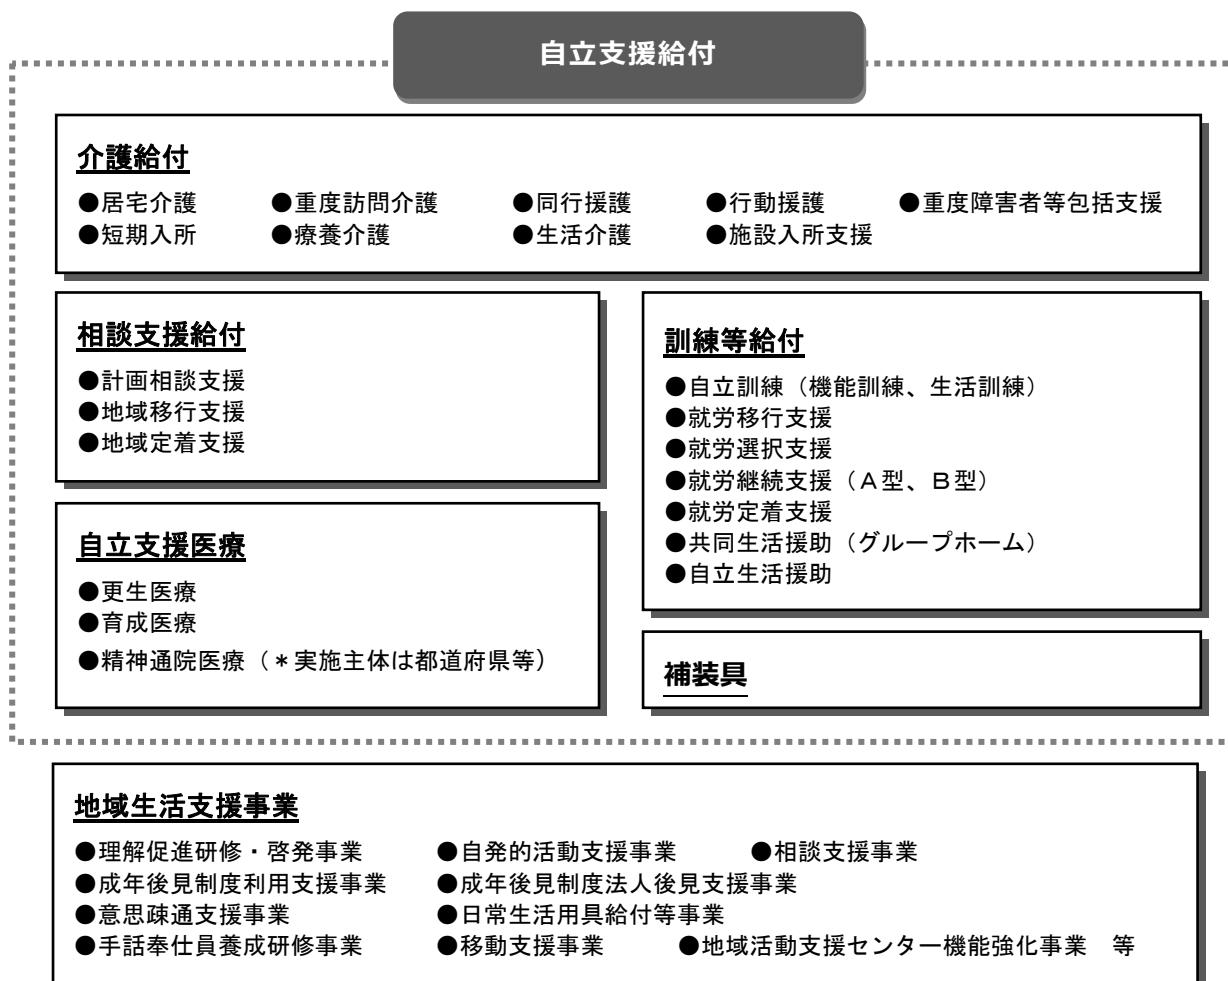 自立支援給付
介護給付
●居宅介護 ●重度訪問介護 ●同行援護 ●行動援護 ●重度障害者等包括支援
●短期入所 ●療養介護 ●生活介護 ●施設入所支援
相談支援給付
●計画相談支援
●地域移行支援
●地域定着支援
自立支援医療
●更生医療
●育成医療
●精神通院医療（＊実施主体は都道府県等）
訓練等給付
●自立訓練（機能訓練、生活訓練）
●就労移行支援
●就労選択支援
●就労継続支援（Ａ型、Ｂ型）
●就労定着支援
●共同生活援助（グループホーム）
●自立生活援助
補装具
地域生活支援事業
●理解促進研修・啓発事業 ●自発的活動支援事業 ●相談支援事業
●成年後見制度利用支援事業 ●成年後見制度法人後見支援事業
●意思疎通支援事業 ●日常生活用具給付等事業
●手話奉仕員養成研修事業 ●移動支援事業 ●地域活動支援センター機能強化事業　等